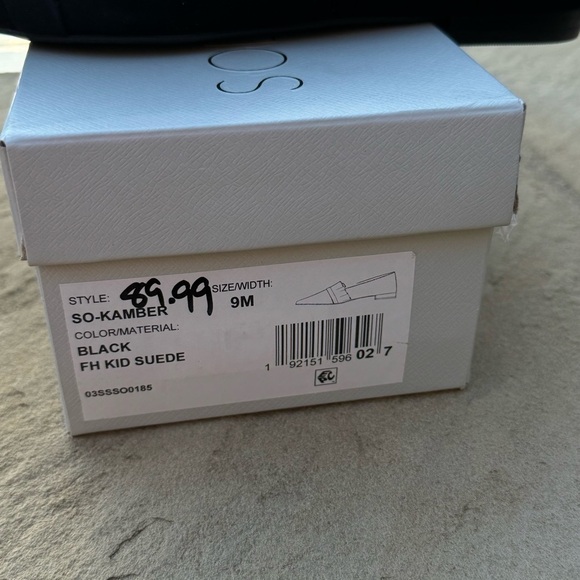 SO
STYLE: 89.99 SIZE/WIDTH:
SO-KAMBER 9M
COLOR/MATERIAL:
BLACK
FH KID SUEDE
1 92151 596 02 7
03SSSO0185